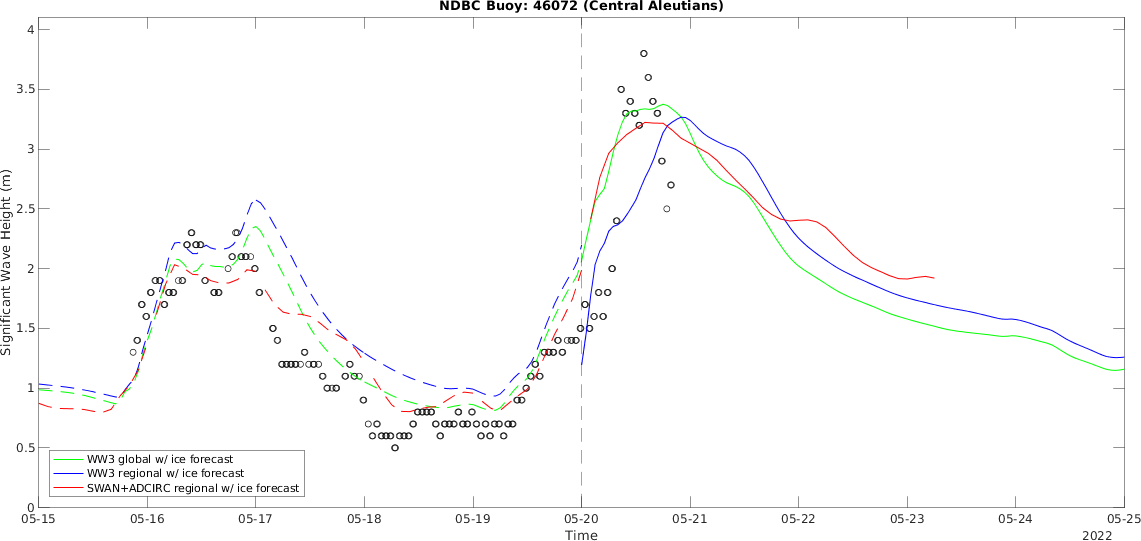 NDBC Buoy: 46072 (Central Aleutians)
4
3.5
3
2.5
2
1.5
1
0.5
0
Significant Wave Height (m)
WW3 global w/ ice forecast
WW3 regional w/ ice forecast
SWAN+ADCIRC regional w/ ice forecast
05-15 05-16 05-17 05-18 05-19 05-20 05-21 05-22 05-23 05-24 05-25
Time
2022